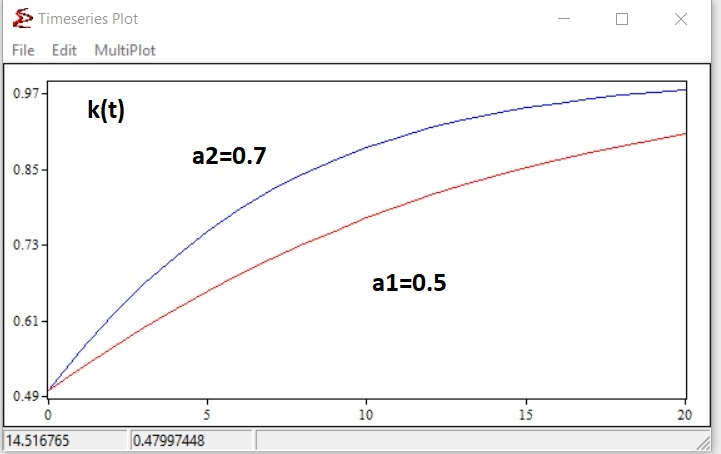 Timeseries Plot
File Edit MultiPlot
0.97
k(t)
a2=0.7
0.85
0.73
a1=0.5
0.61
0.49
0 5 10 15 20
14.516765 0.47997448